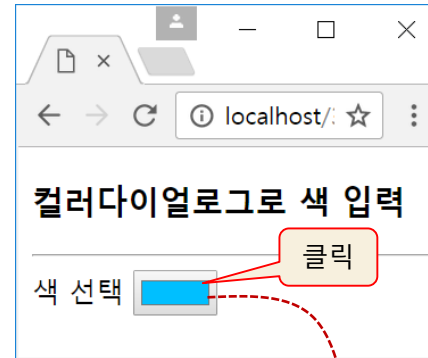 localhost/
컬러다이얼로그로 색 입력
클릭
색 선택